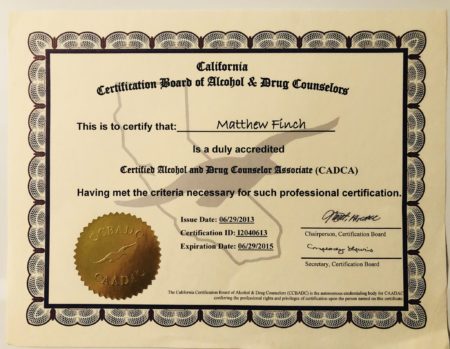 California
Certification Board of Alcohol & Drug Counselors
This is to certify that: Matthew Finch
Is a duly accredited
Certified Alcohol and Drug Counselor Associate (CADCA)
Having met the criteria necessary for such professional certification.
Issue Date: 06/29/2013
Certification ID: I2040613
Expiration Date: 06/29/2015
Chairperson, Certification Board
Secretary, Certification Board
CCBADC
CAADAC
The California Certification Board of Alcohol & Drug Counselors (CCBADC) is the autonomous credentialing body for CAADAC
conferring the professional rights and privileges of certification upon the person named on this certificate.